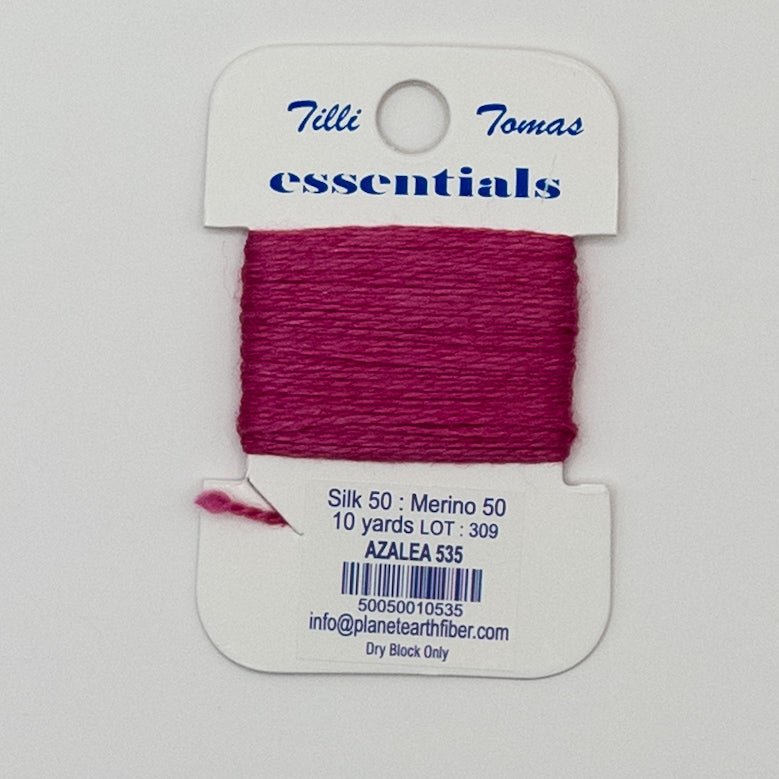 Tilli Tomas
essentials
Silk 50 : Merino 50
10 yards LOT : 309
AZALEA 535
50050010535
info@planetearthfiber.com
Dry Block Only